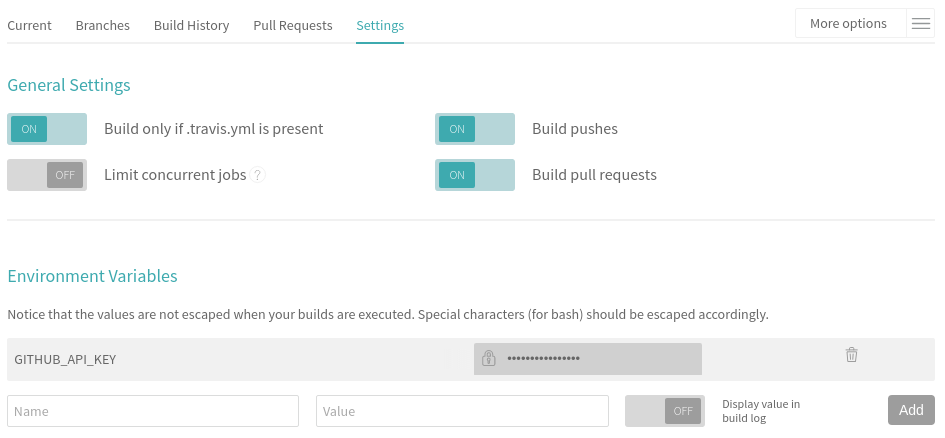 Current Branches Build History Pull Requests Settings More options
General Settings
ON Build only if .travis.yml is present ON Build pushes
OFF Limit concurrent jobs ? ON Build pull requests
Environment Variables
Notice that the values are not escaped when your builds are executed. Special characters (for bash) should be escaped accordingly.
GITHUB_API_KEY ••••••••••••••••
Name Value OFF Display value in build log Add